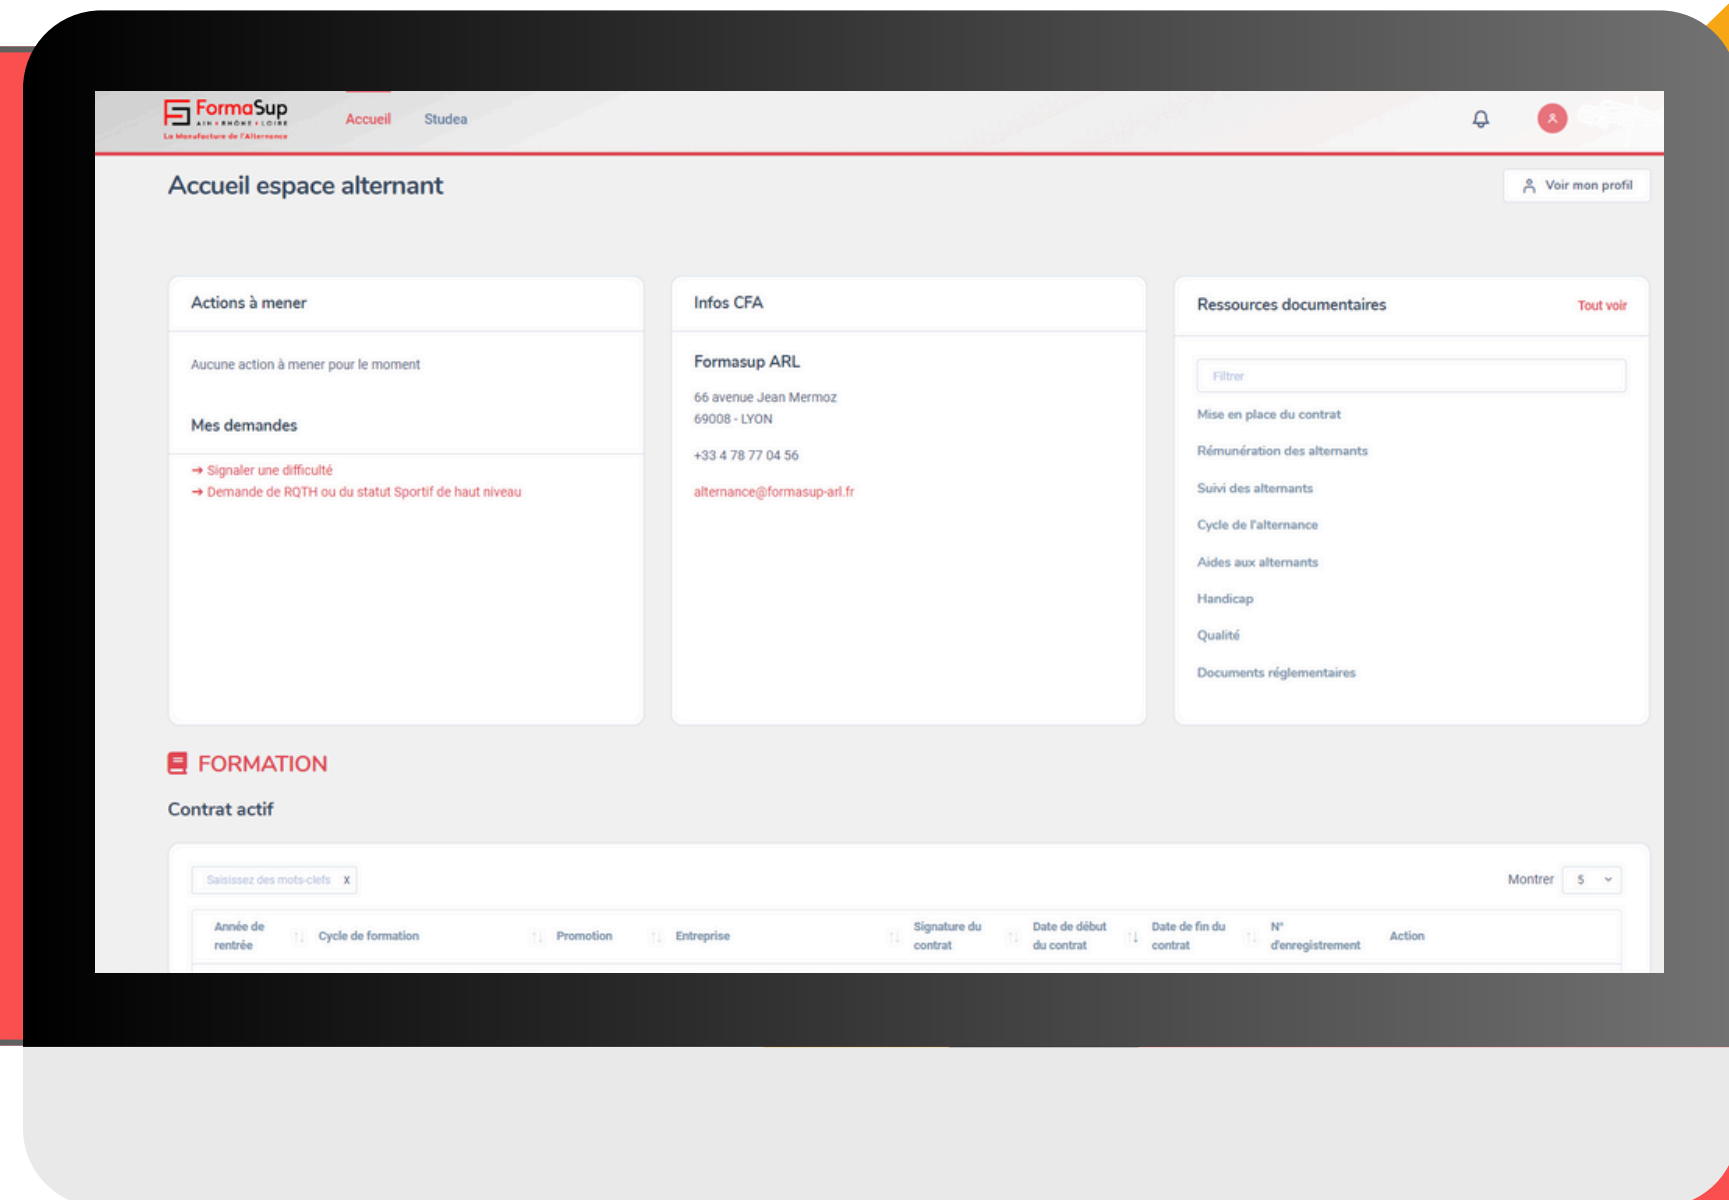 FormaSup
AIN • RHÔNE • LOIRE
La Manufacture de l'Alternance
Accueil
Studea
Accueil espace alternant
Voir mon profil
Actions à mener
Aucune action à mener pour le moment
Mes demandes
→ Signaler une difficulté
→ Demande de RQTH ou du statut Sportif de haut niveau
Infos CFA
Formasup ARL
66 avenue Jean Mermoz
69008 - LYON
+33 4 78 77 04 56
alternance@formasup-arl.fr
Ressources documentaires
Tout voir
Filtrer
Mise en place du contrat
Rémunération des alternants
Suivi des alternants
Cycle de l'alternance
Aides aux alternants
Handicap
Qualité
Documents réglementaires
FORMATION
Contrat actif
Saisissez des mots-clefs X
Montrer 5
Année de
rentrée
Cycle de formation
Promotion
Entreprise
Signature du
contrat
Date de début
du contrat
Date de fin du
contrat
N°
d'enregistrement
Action